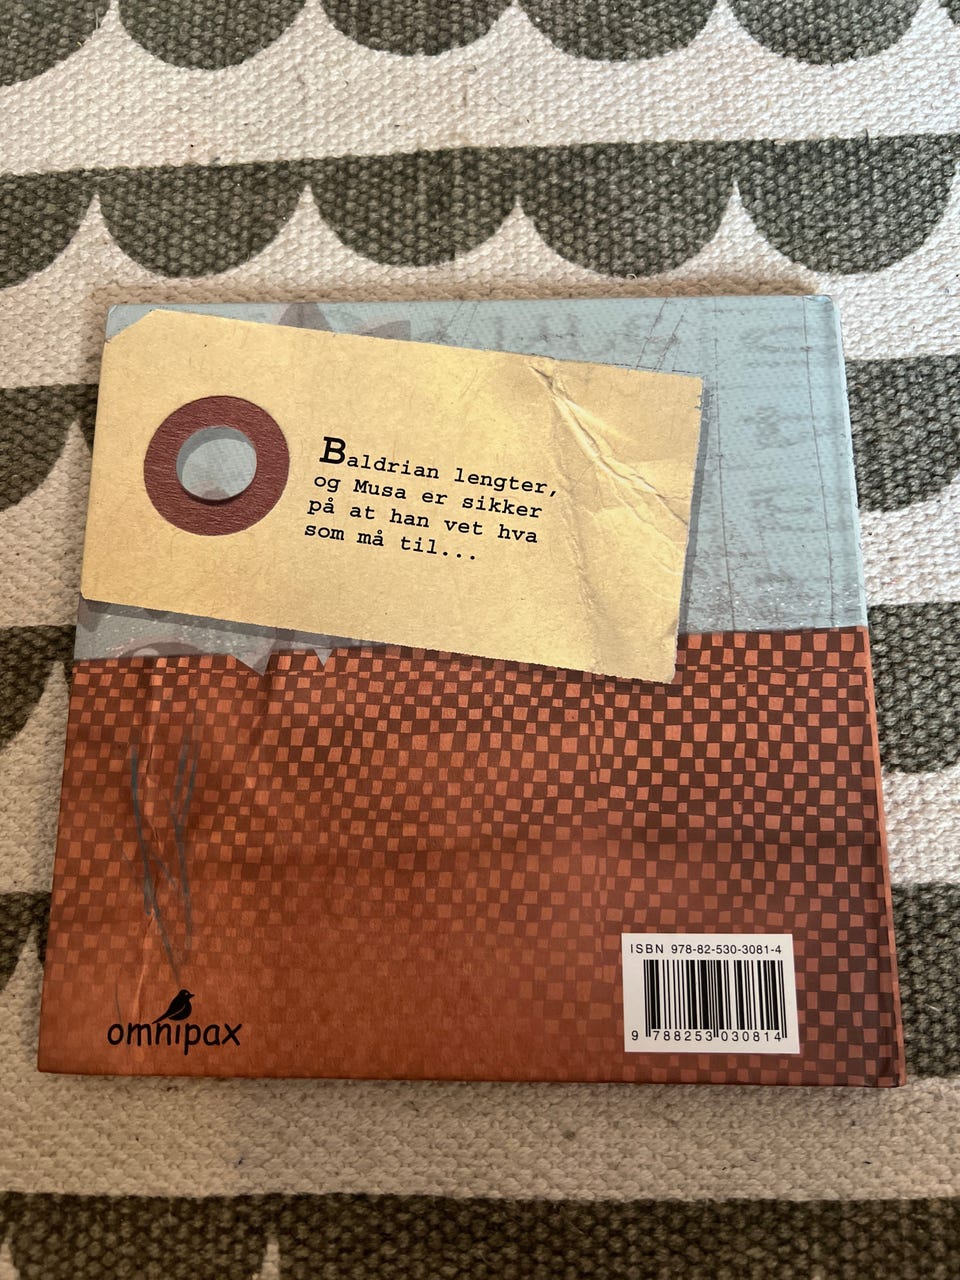 Baldrian lengter,
og Musa er sikker
på at han vet hva
som må til...
omnipax
ISBN 978-82-530-3081-4
9 788253 030814